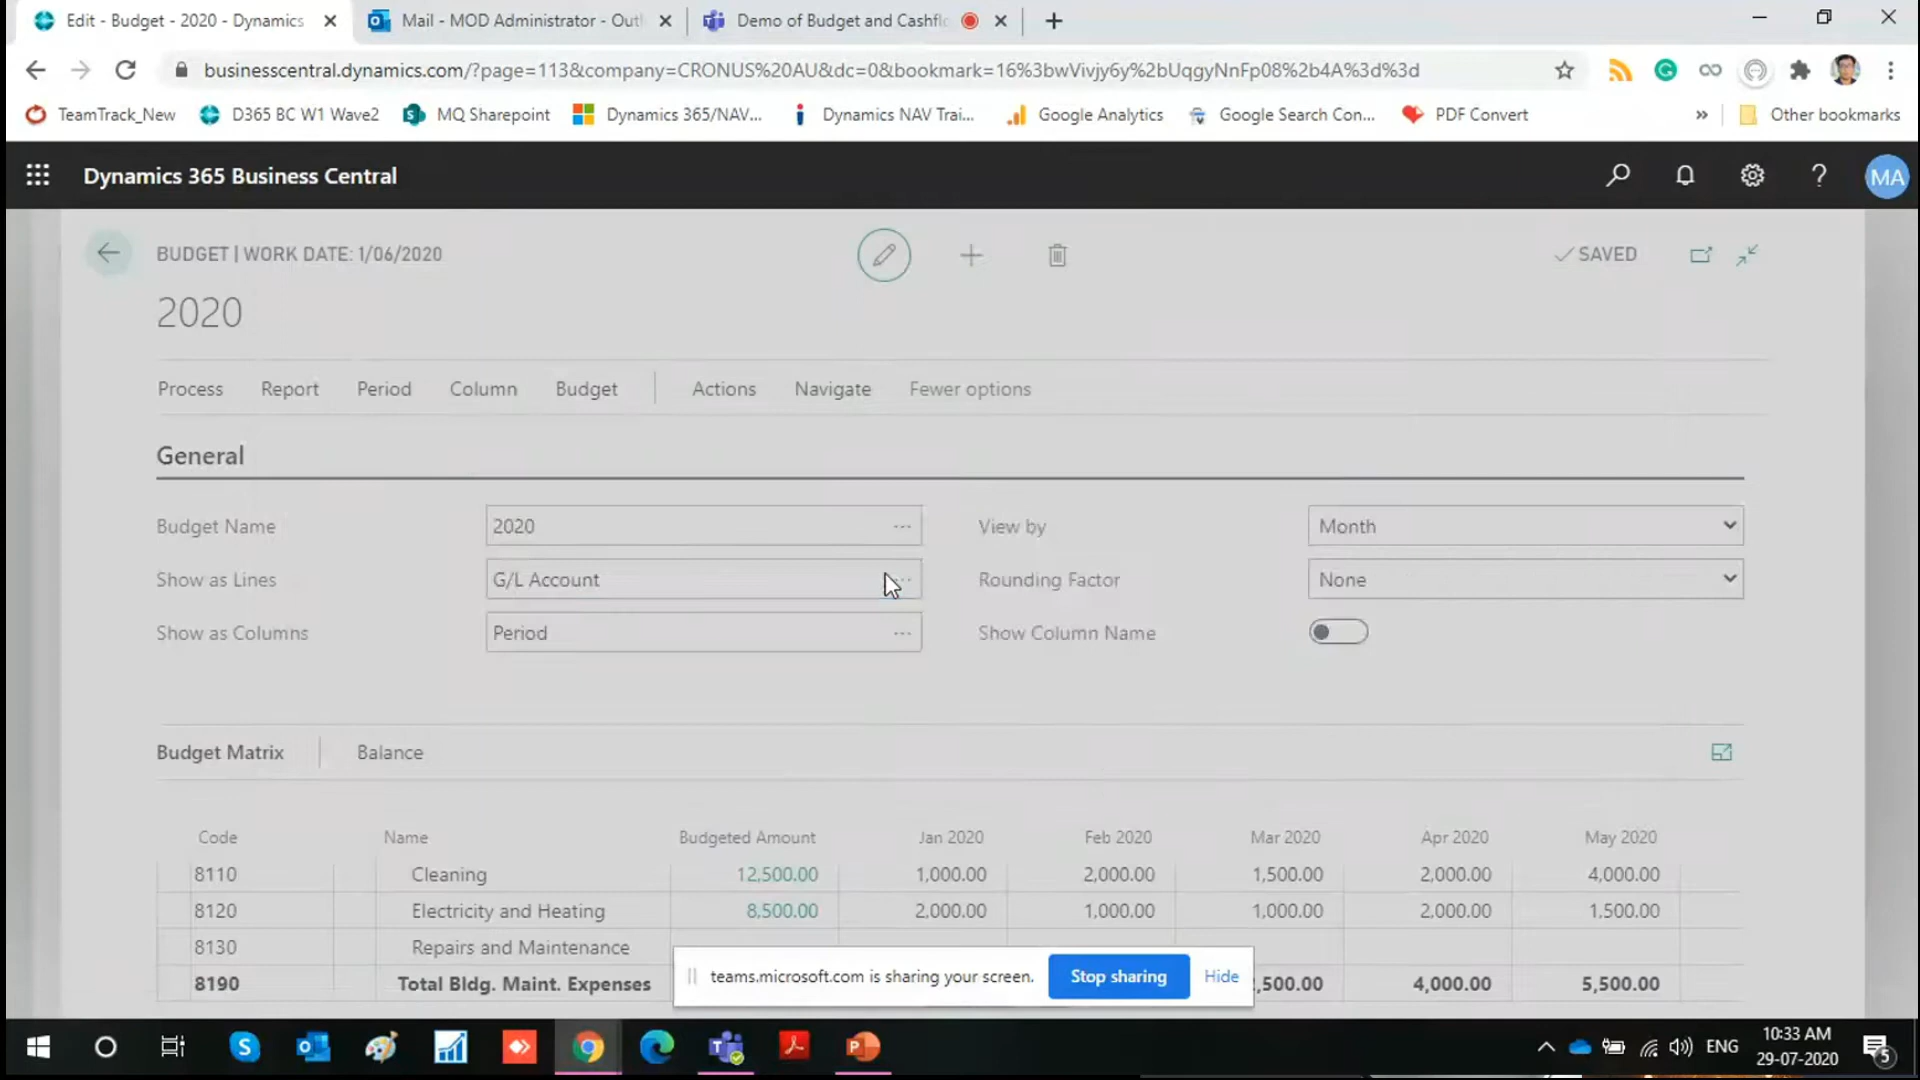 Edit - Budget - 2020 - Dynamics
Mail - MOD Administrator - Outl
Demo of Budget and Cashfl
businesscentral.dynamics.com/?page=113&company=CRONUS%20AU&dc=0&bookmark=16%3bwVivjy6y%2bUqgyNnFp08%2b4A%3d%3d
TeamTrack_New
D365 BC W1 Wave2
MQ Sharepoint
Dynamics 365/NAV...
Dynamics NAV Trai...
Google Analytics
Google Search Con...
PDF Convert
»
Other bookmarks
Dynamics 365 Business Central
MA
BUDGET | WORK DATE: 1/06/2020
SAVED
2020
Process Report Period Column Budget Actions Navigate Fewer options
General
Budget Name 2020 View by Month
Show as Lines G/L Account Rounding Factor None
Show as Columns Period Show Column Name
Budget Matrix Balance
Code Name Budgeted Amount Jan 2020 Feb 2020 Mar 2020 Apr 2020 May 2020
8110 Cleaning 12,500.00 1,000.00 2,000.00 1,500.00 2,000.00 4,000.00
8120 Electricity and Heating 8,500.00 2,000.00 1,000.00 1,000.00 2,000.00 1,500.00
8130 Repairs and Maintenance
8190 Total Bldg. Maint. Expenses ,500.00 4,000.00 5,500.00
teams.microsoft.com is sharing your screen. Stop sharing Hide
ENG
10:33 AM
29-07-2020
5